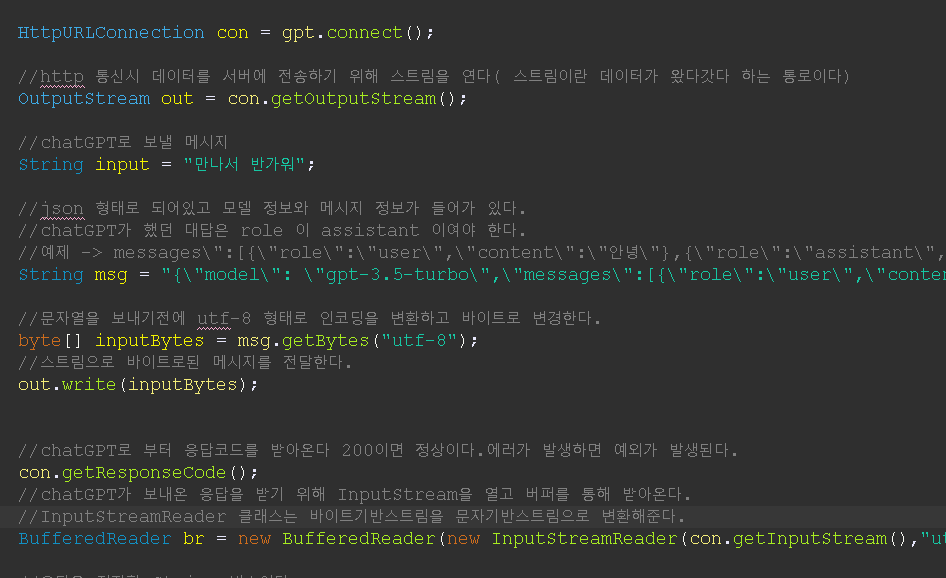 HttpURLConnection con = gpt.connect();
//http 통신시 데이터를 서버에 전송하기 위해 스트림을 연다( 스트림이란 데이터가 왔다갓다 하는 통로이다)
OutputStream out = con.getOutputStream();
//chatGPT로 보낼 메시지
String input = "만나서 반가워";
//json 형태로 되어있고 모델 정보와 메시지 정보가 들어가 있다.
//chatGPT가 했던 대답은 role 이 assistant 이여야 한다.
//예제 -> messages\":[{\"role\":\"user\",\"content\":\"안녕\"},{\"role\":\"assistant\",
String msg = "{\"model\": \"gpt-3.5-turbo\",\"messages\":[{\"role\":\"user\",\"conter
//문자열을 보내기전에 utf-8 형태로 인코딩을 변환하고 바이트로 변경한다.
byte[] inputBytes = msg.getBytes("utf-8");
//스트림으로 바이트로된 메시지를 전달한다.
out.write(inputBytes);
//chatGPT로 부터 응답코드를 받아온다 200이면 정상이다.에러가 발생하면 예외가 발생된다.
con.getResponseCode();
//chatGPT가 보내온 응답을 받기 위해 InputStream을 열고 버퍼를 통해 받아온다.
//InputStreamReader 클래스는 바이트기반스트림을 문자기반스트림으로 변환해준다.
BufferedReader br = new BufferedReader(new InputStreamReader(con.getInputStream(),"ut